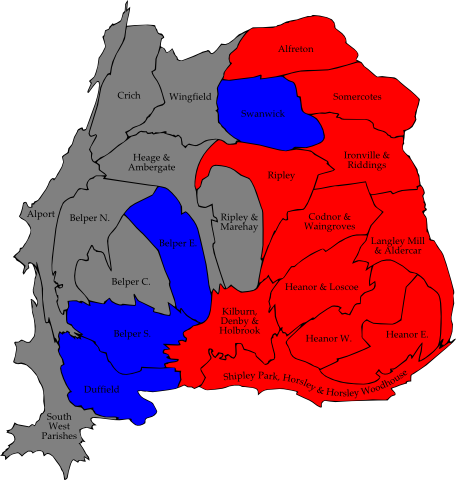 Alfreton
Crich
Wingfield
Somercotes
Swanwick
Heage &
Ambergate
Ironville &
Riddings
Ripley
Alport
Belper N.
Ripley &
Marehay
Codnor &
Waingroves
Belper E.
Langley Mill
& Aldercar
Belper C.
Heanor & Loscoe
Kilburn,
Denby &
Holbrook
Belper S.
Heanor W.
Heanor E.
Shipley Park, Horsley & Horsley Woodhouse
Duffield
South
West
Parishes